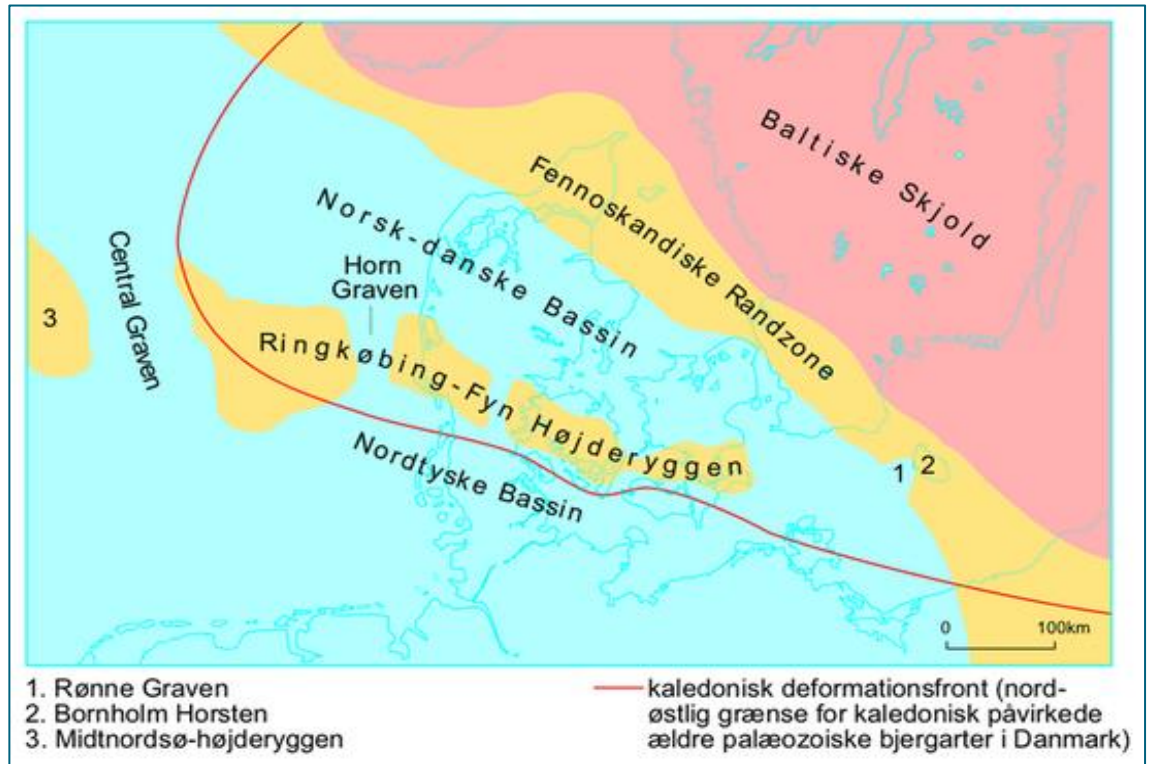 Baltiske Skjold
Fennoskandiske Randzone
Norsk-danske Bassin
Central Graven
Horn
Graven
3
Ringkøbing-Fyn Højderyggen
Nordtyske Bassin
1
2
0 100km
1. Rønne Graven
2. Bornholm Horsten
3. Midtnordsø-højderyggen
kaledonisk deformationsfront (nord-
østlig grænse for kaledonisk påvirkede
ældre palæozoiske bjergarter i Danmark)